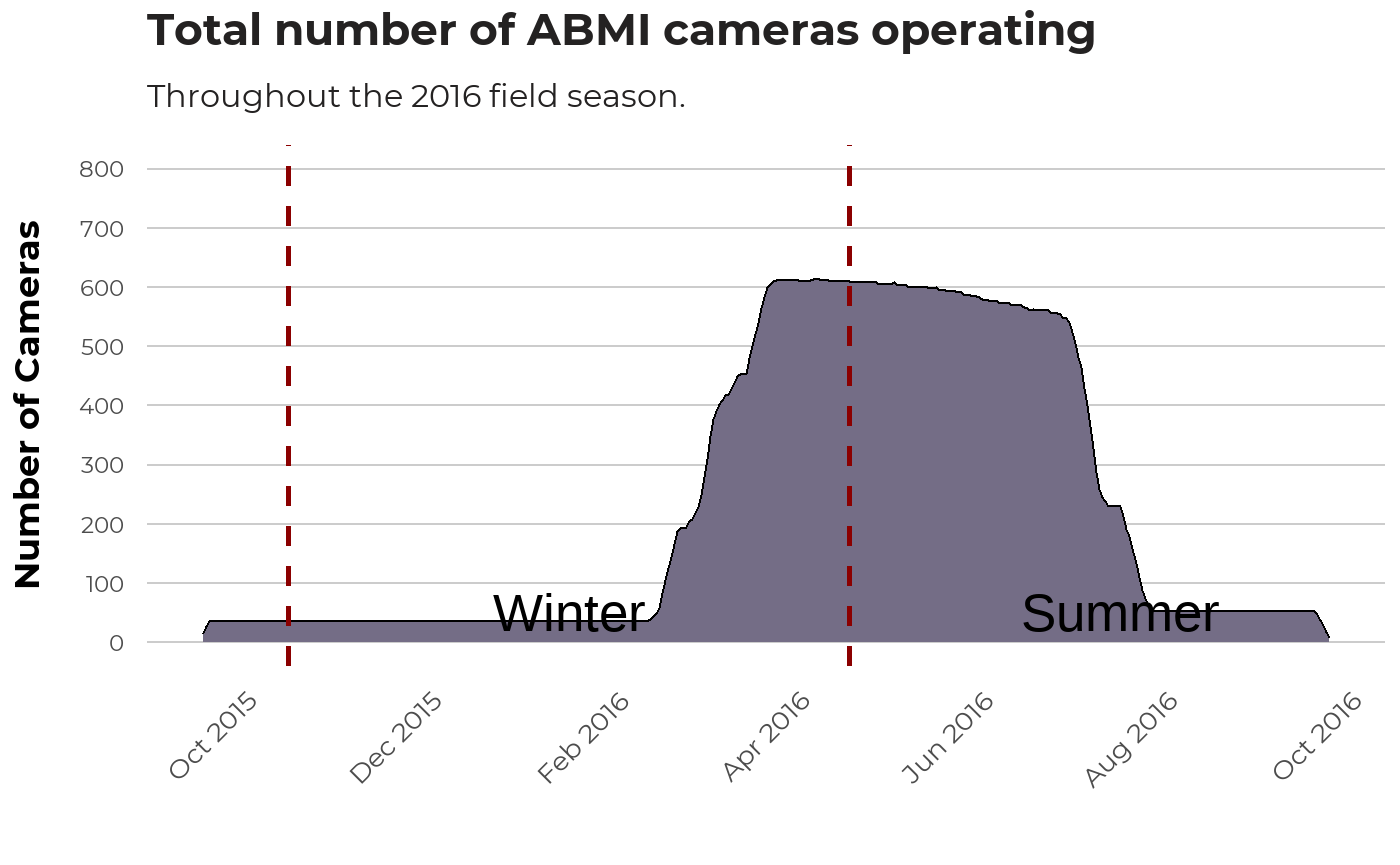 Total number of ABMI cameras operating
Throughout the 2016 field season.
Number of Cameras
800
700
600
500
400
300
200
100
0
Winter
Summer
Oct 2015
Dec 2015
Feb 2016
Apr 2016
Jun 2016
Aug 2016
Oct 2016